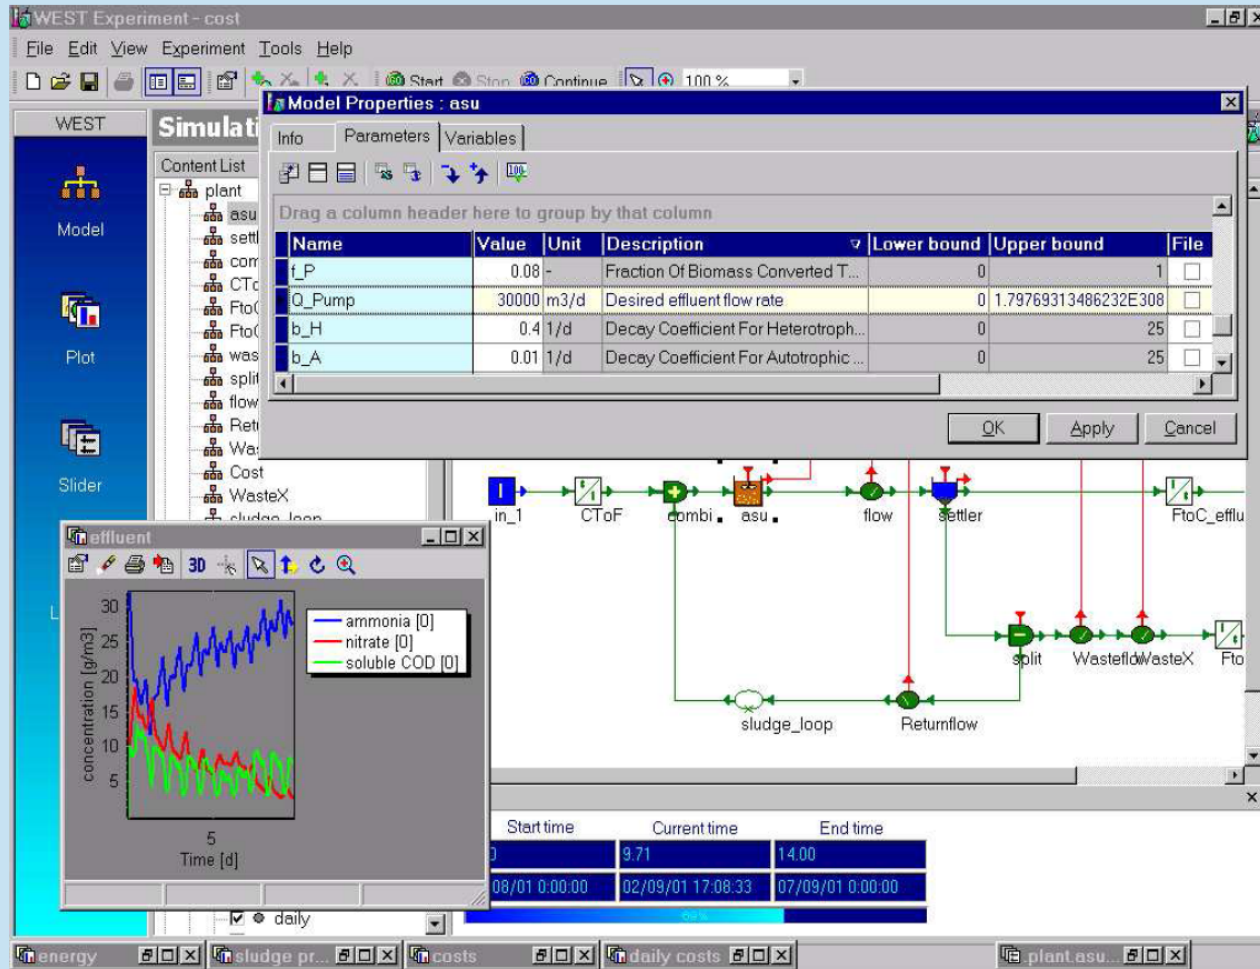 WEST Experiment - cost
File Edit View Experiment Tools Help
Start Stop Continue 100 %
Model Properties : asu
WEST
Info Parameters Variables
Content List
plant
asu
Model
Drag a column header here to group by that column
Name Value Unit Description Lower bound Upper bound File
f_P 0.08 - Fraction Of Biomass Converted T... 0 1
Q_Pump 30000 m3/d Desired effluent flow rate 0 1.79769313486232E308
b_H 0.4 1/d Decay Coefficient For Heterotroph... 0 25
b_A 0.01 1/d Decay Coefficient For Autotrophic ... 0 25
Plot
OK Apply Cancel
Cost
WasteX
sludge_loop
Slider
in_1 CToF combi asu flow settler FtoC_efflu
split Wasteflow WasteX Fto
sludge_loop Returnflow
effluent
3D
30
25
20
15
10
5
concentration [g/m3]
ammonia [0]
nitrate [0]
soluble COD [0]
5
Time [d]
Start time Current time End time
9.71 14.00
08/01 0:00:00 02/09/01 17:08:33 07/09/01 0:00:00
69%
daily
energy sludge pr... costs daily costs plant.asu...